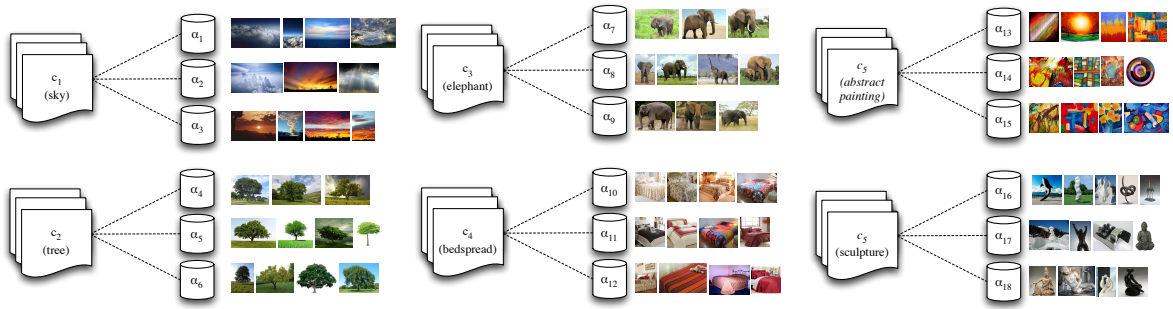 α1
c1
(sky)
α2
α3
α7
c3
(elephant)
α8
α9
α13
c5
(abstract
painting)
α14
α15
α4
c2
(tree)
α5
α6
α10
c4
(bedspread)
α11
α12
α16
c5
(sculpture)
α17
α18